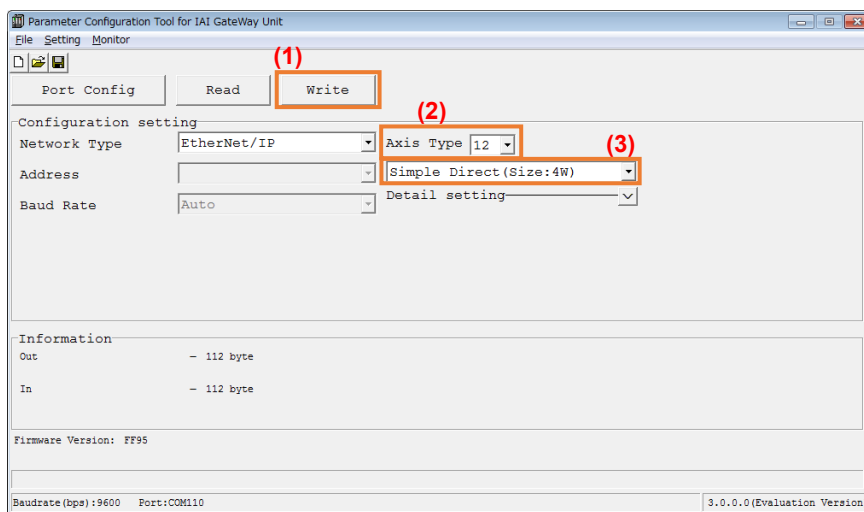 Parameter Configuration Tool for IAI GateWay Unit
File Setting Monitor
(1)
Port Config Read Write
(2)
Configuration setting
Network Type EtherNet/IP Axis Type 12 (3)
Address Simple Direct(Size:4W)
Detail setting
Baud Rate Auto
Information
Out - 112 byte
In - 112 byte
Firmware Version: FF95
Baudrate(bps):9600 Port:COM110 3.0.0.0(Evaluation Version